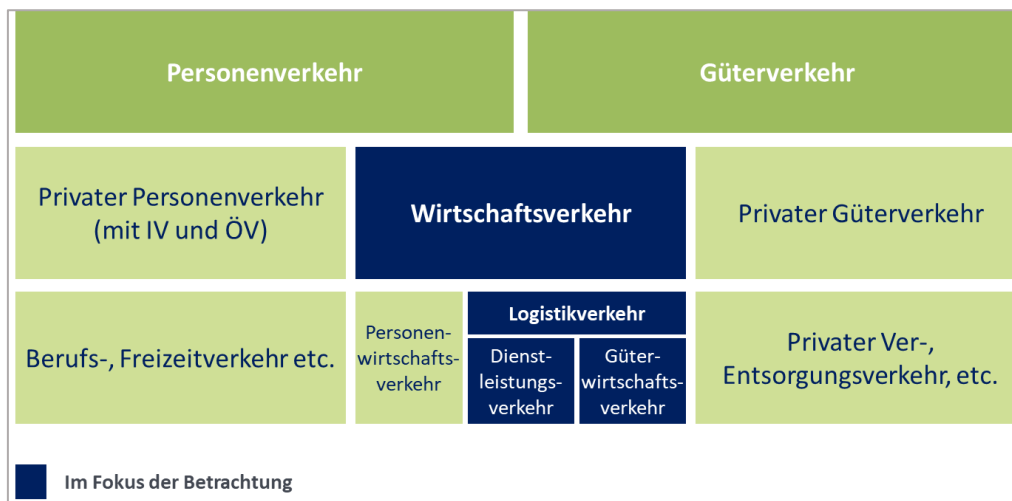 Personenverkehr
Güterverkehr
Privater Personenverkehr
(mit IV und ÖV)
Wirtschaftsverkehr
Privater Güterverkehr
Berufs-, Freizeitverkehr etc.
Personen-
wirtschafts-
verkehr
Logistikverkehr
Dienst-
leistungs-
verkehr
Güter-
wirtschafts-
verkehr
Privater Ver-,
Entsorgungsverkehr, etc.
Im Fokus der Betrachtung